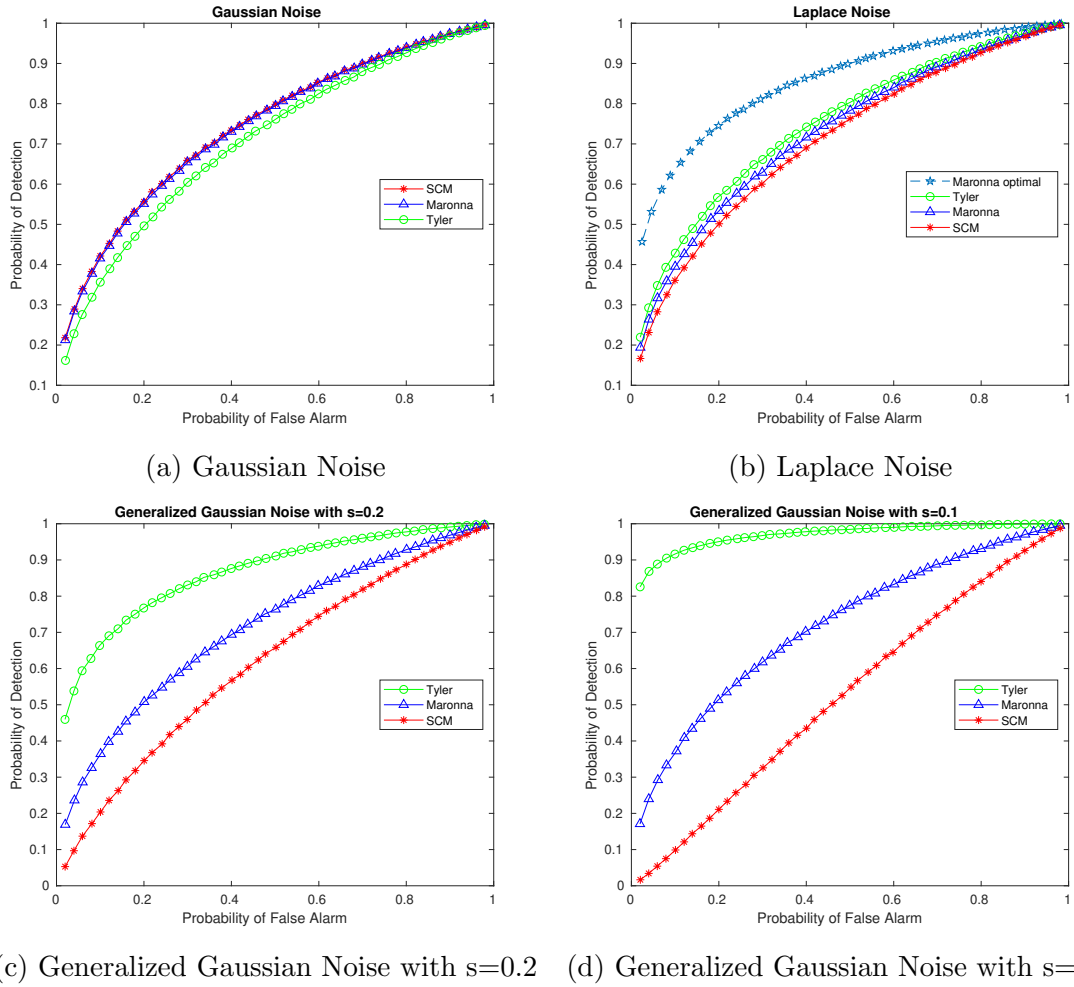 Gaussian Noise
1
0.9
0.8
0.7
0.6
0.5
0.4
0.3
0.2
0.1
Probability of Detection
SCM
Maronna
Tyler
0
0.2
0.4
0.6
0.8
1
Probability of False Alarm
(a) Gaussian Noise
Laplace Noise
1
0.9
0.8
0.7
0.6
0.5
0.4
0.3
0.2
0.1
Probability of Detection
Maronna optimal
Tyler
Maronna
SCM
0
0.2
0.4
0.6
0.8
1
Probability of False Alarm
(b) Laplace Noise
Generalized Gaussian Noise with s=0.2
1
0.9
0.8
0.7
0.6
0.5
0.4
0.3
0.2
0.1
0
Probability of Detection
Tyler
Maronna
SCM
0
0.2
0.4
0.6
0.8
1
Probability of False Alarm
(c) Generalized Gaussian Noise with s=0.2
Generalized Gaussian Noise with s=0.1
1
0.9
0.8
0.7
0.6
0.5
0.4
0.3
0.2
0.1
0
Probability of Detection
Tyler
Maronna
SCM
0
0.2
0.4
0.6
0.8
1
Probability of False Alarm
(d) Generalized Gaussian Noise with s=